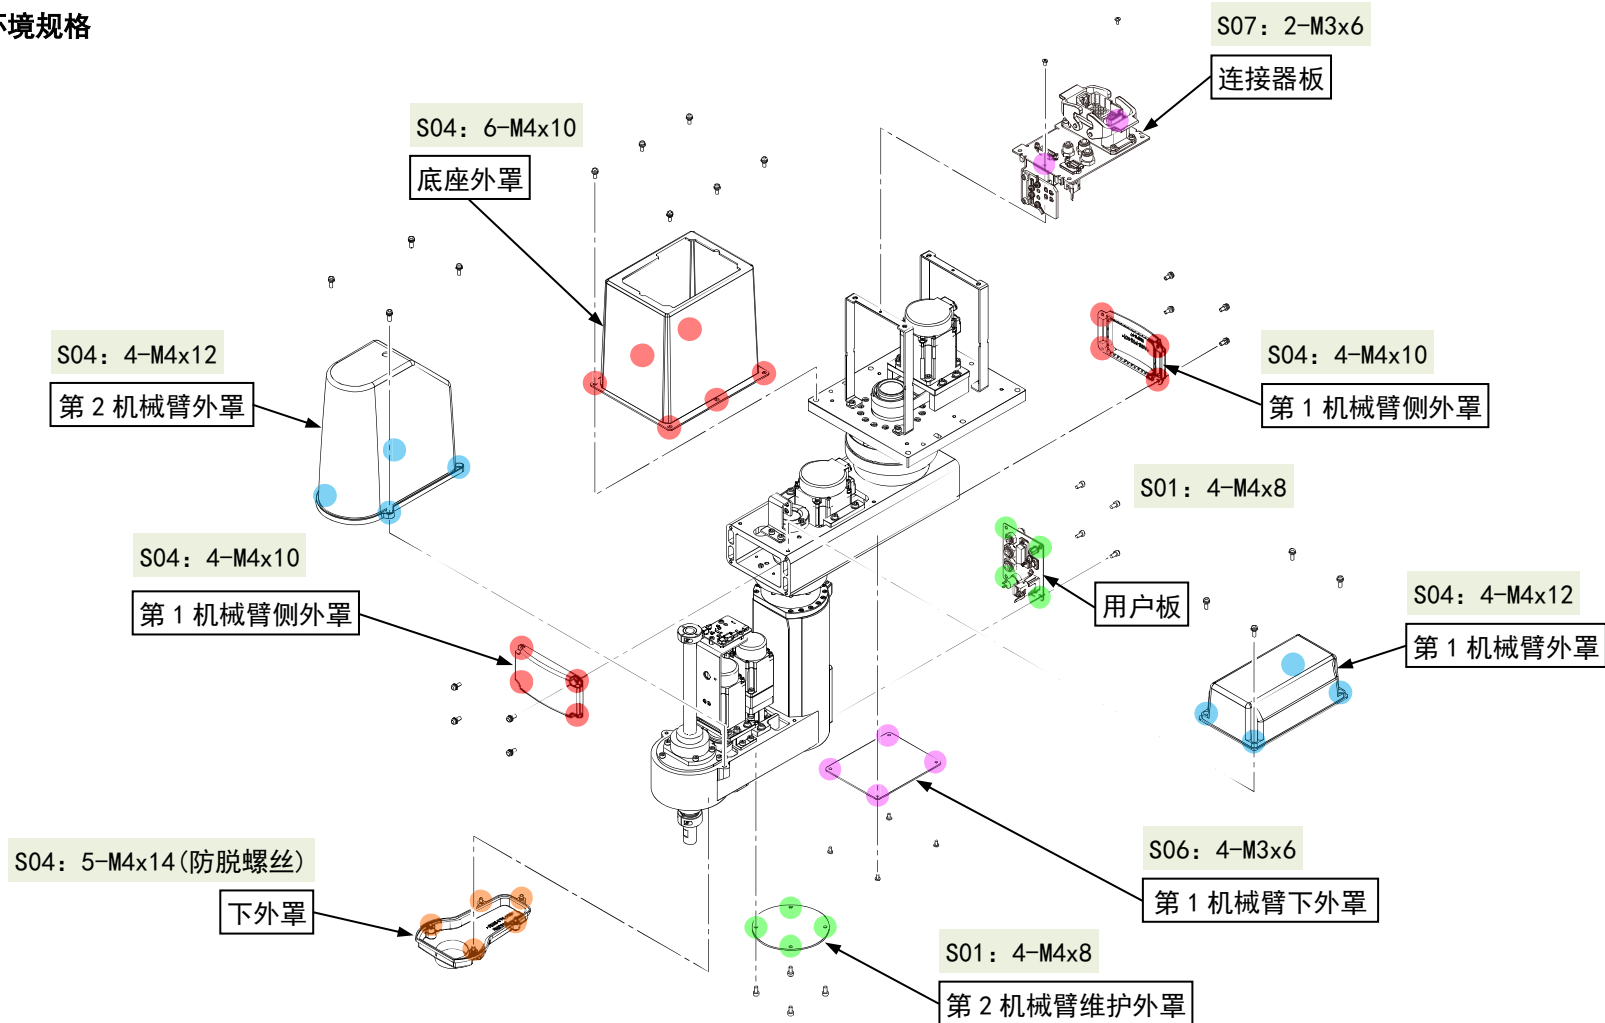 环境规格
S07: 2-M3x6
连接器板
S04: 6-M4x10
底座外罩
S04: 4-M4x12
第 2 机械臂外罩
S04: 4-M4x10
第 1 机械臂侧外罩
S01: 4-M4x8
用户板
S04: 4-M4x10
第 1 机械臂侧外罩
S04: 4-M4x12
第 1 机械臂外罩
S04: 5-M4x14(防脱螺丝)
下外罩
S06: 4-M3x6
第 1 机械臂下外罩
S01: 4-M4x8
第 2 机械臂维护外罩